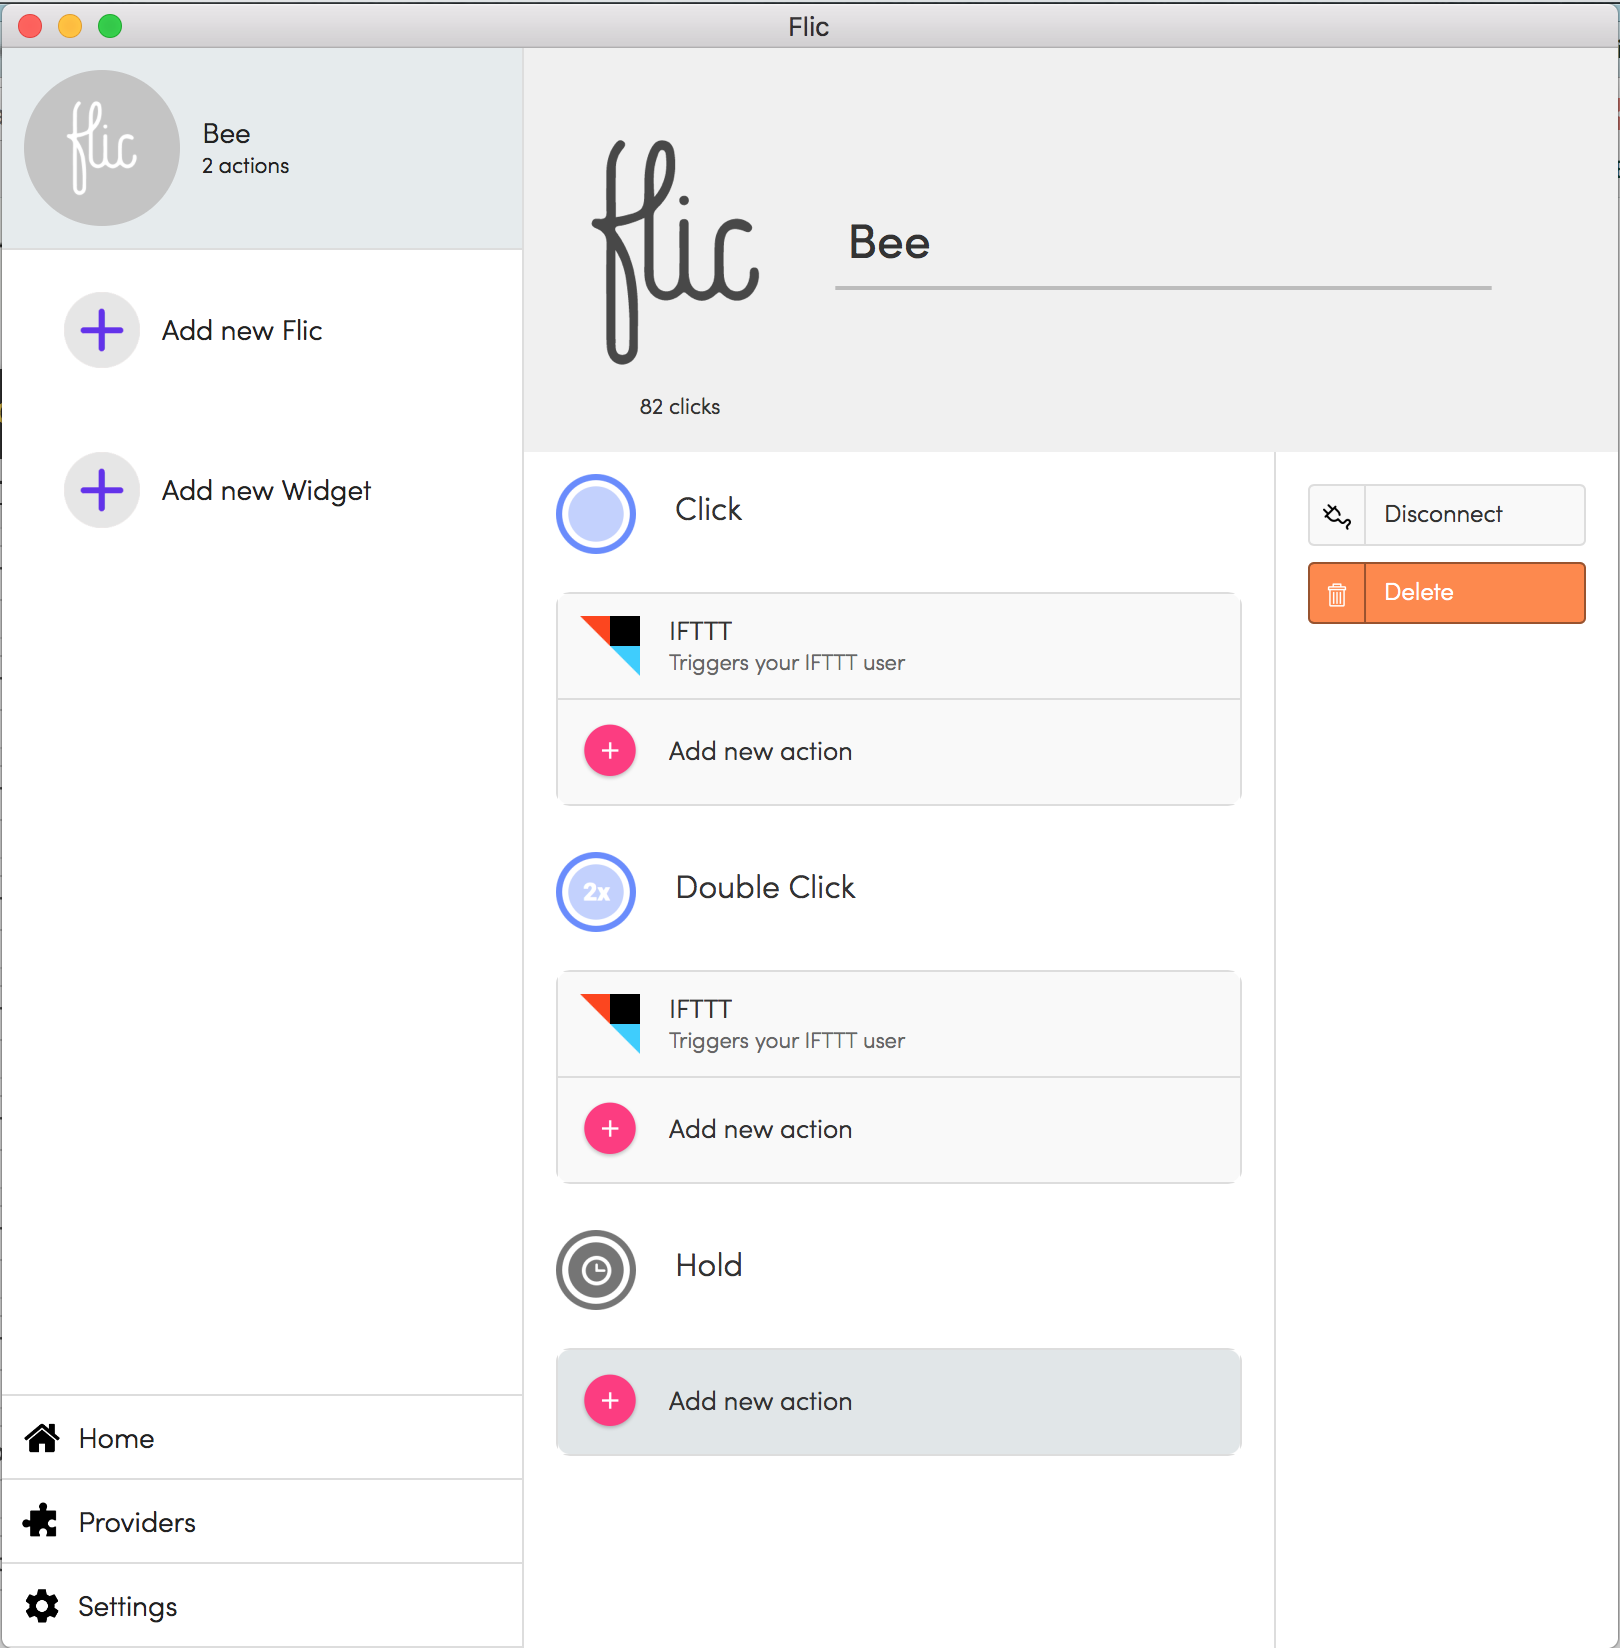 Flic
flic
Bee
2 actions
Add new Flic
Add new Widget
Home
Providers
Settings
flic
Bee
82 clicks
Click
IFTTT
Triggers your IFTTT user
Add new action
2x
Double Click
IFTTT
Triggers your IFTTT user
Add new action
Hold
Add new action
Disconnect
Delete